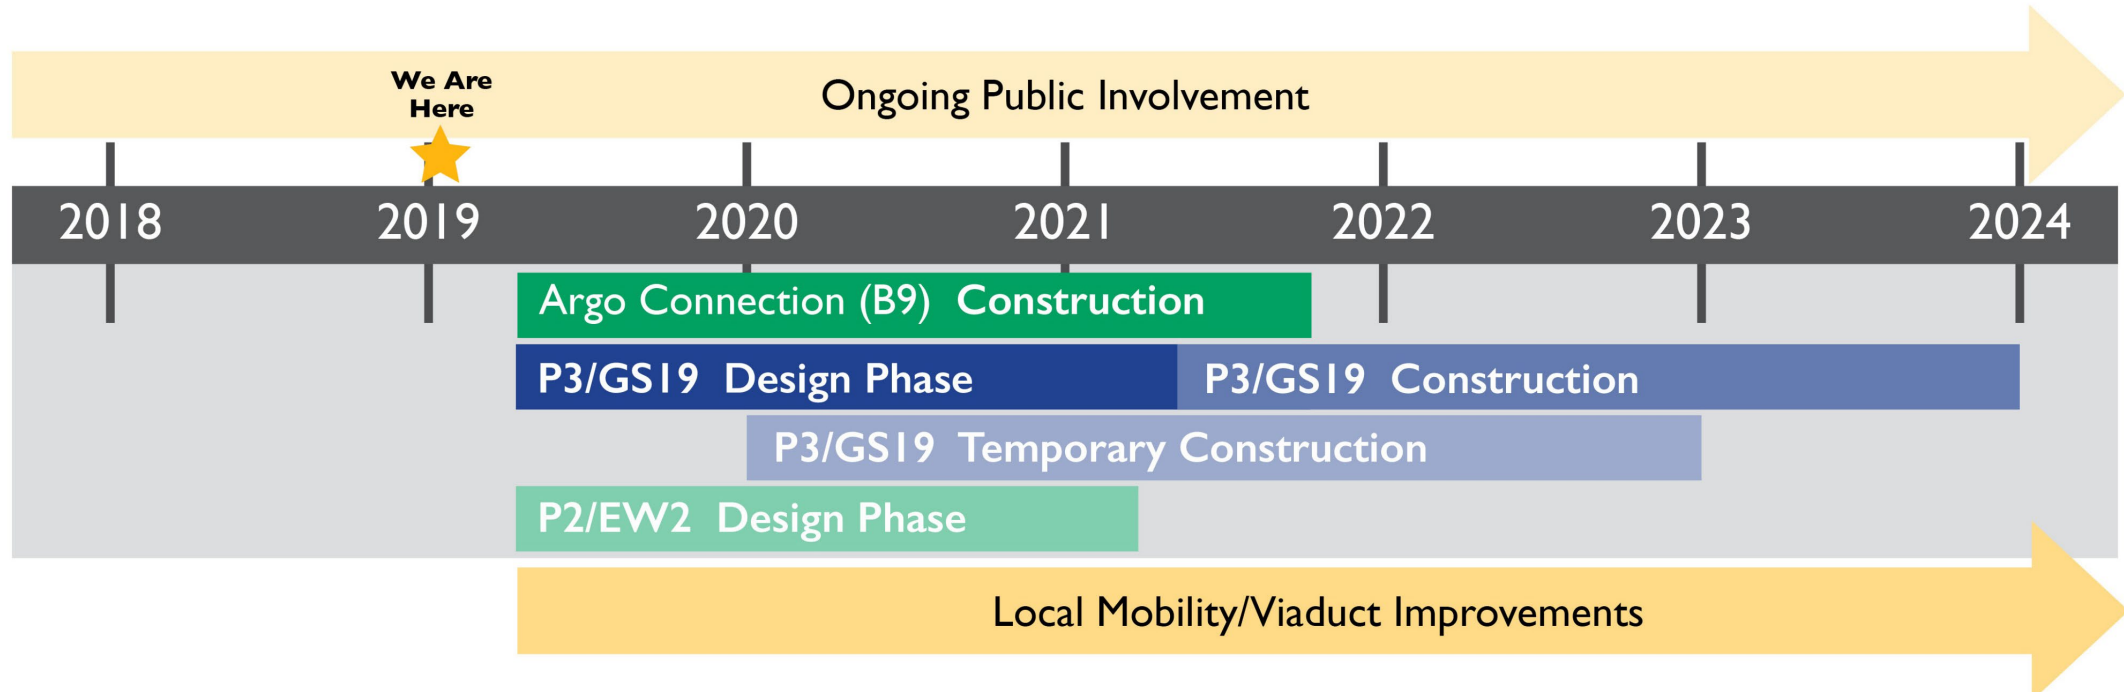 We Are
Here
Ongoing Public Involvement
2018 2019 2020 2021 2022 2023 2024
Argo Connection (B9) Construction
P3/GS19 Design Phase P3/GS19 Construction
P3/GS19 Temporary Construction
P2/EW2 Design Phase
Local Mobility/Viaduct Improvements